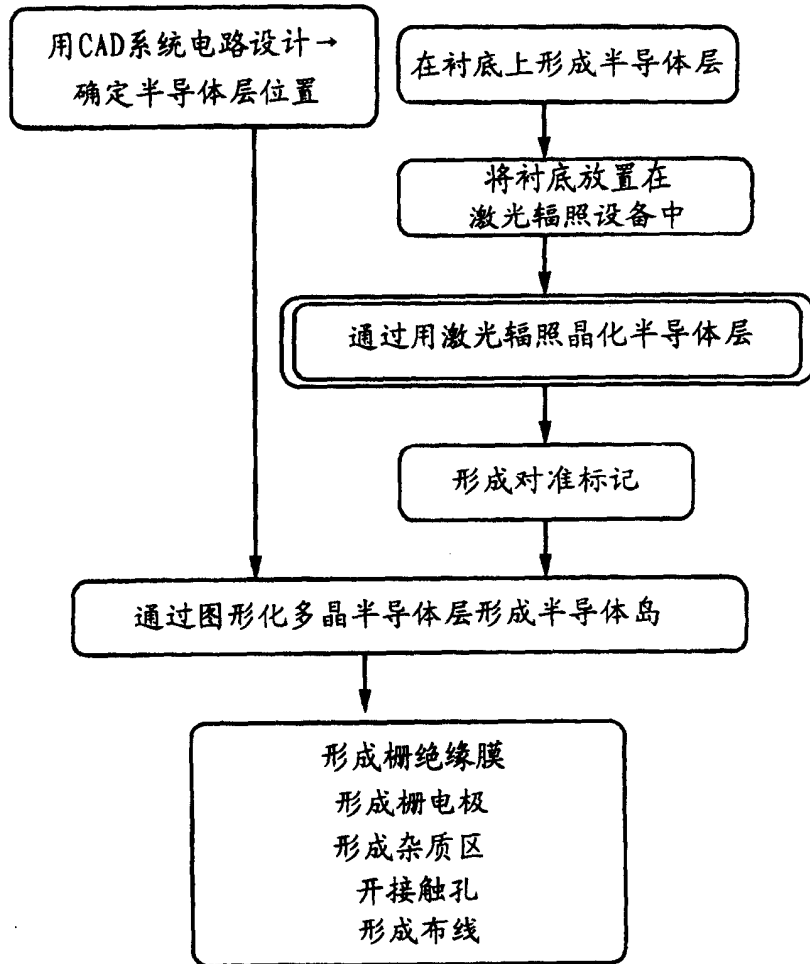 用CAD系统电路设计→
确定半导体层位置
在衬底上形成半导体层
将衬底放置在
激光辐照设备中
通过用激光辐照晶化半导体层
形成对准标记
通过图形化多晶半导体层形成半导体岛
形成栅绝缘膜
形成栅电极
形成杂质区
开接触孔
形成布线